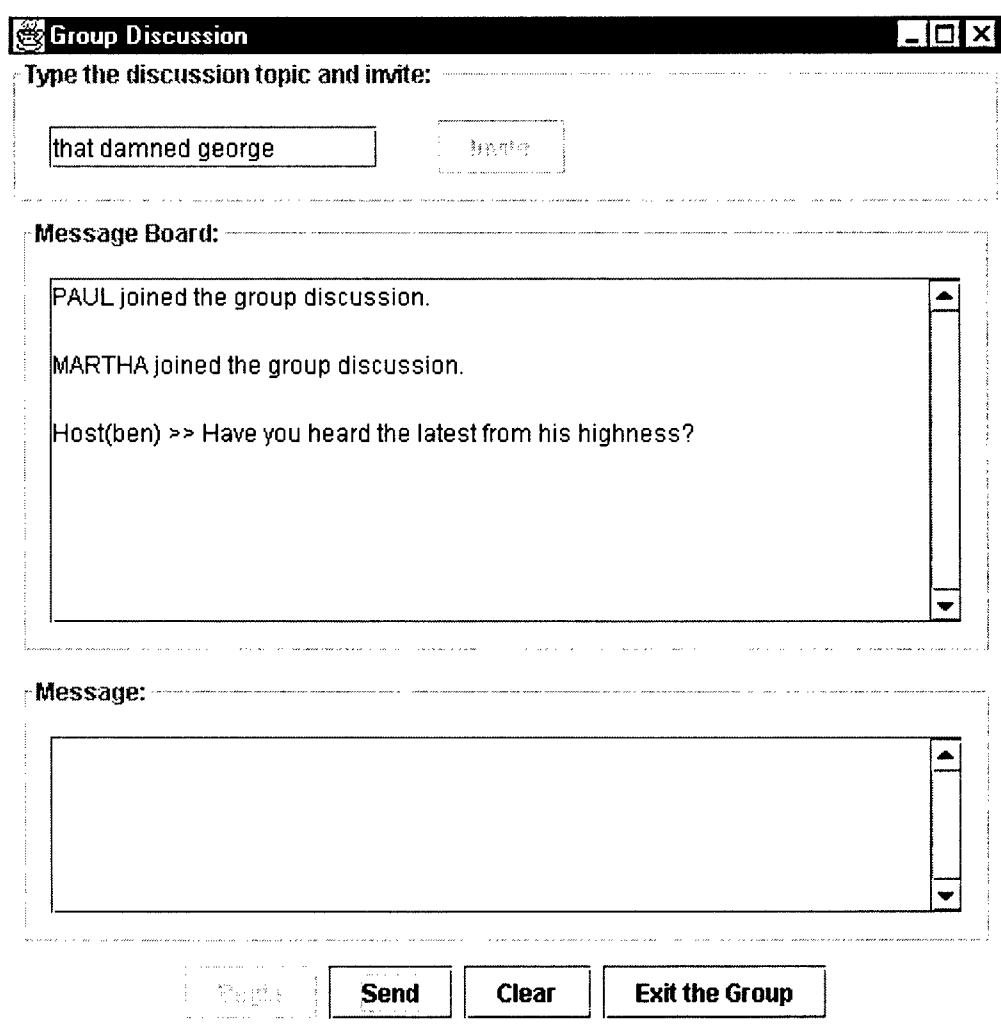 Group Discussion
Type the discussion topic and invite:
that damned george
Invite
Message Board:
PAUL joined the group discussion.
MARTHA joined the group discussion.
Host(ben) >> Have you heard the latest from his highness?
Message:
Send Clear Exit the Group